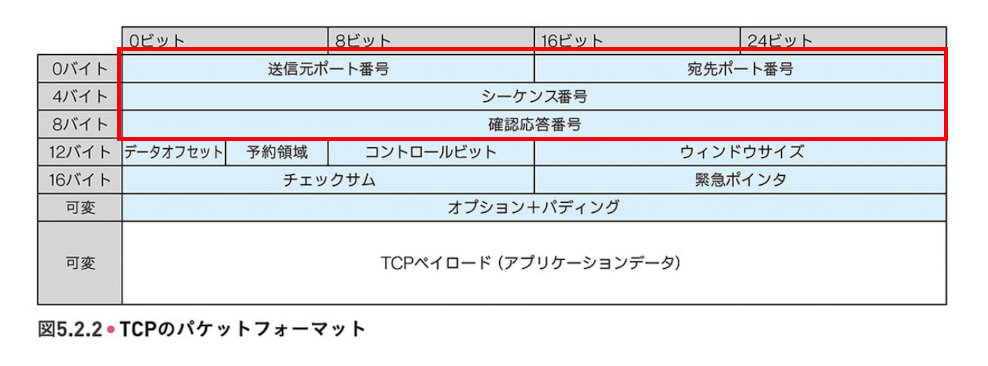 0ビット 8ビット 16ビット 24ビット
0バイト 送信元ポート番号 宛先ポート番号
4バイト シーケンス番号
8バイト 確認応答番号
12バイト データオフセット 予約領域 コントロールビット ウィンドウサイズ
16バイト チェックサム 緊急ポインタ
可変 オプション＋パディング
可変 TCPペイロード（アプリケーションデータ）
図5.2.2●TCPのパケットフォーマット